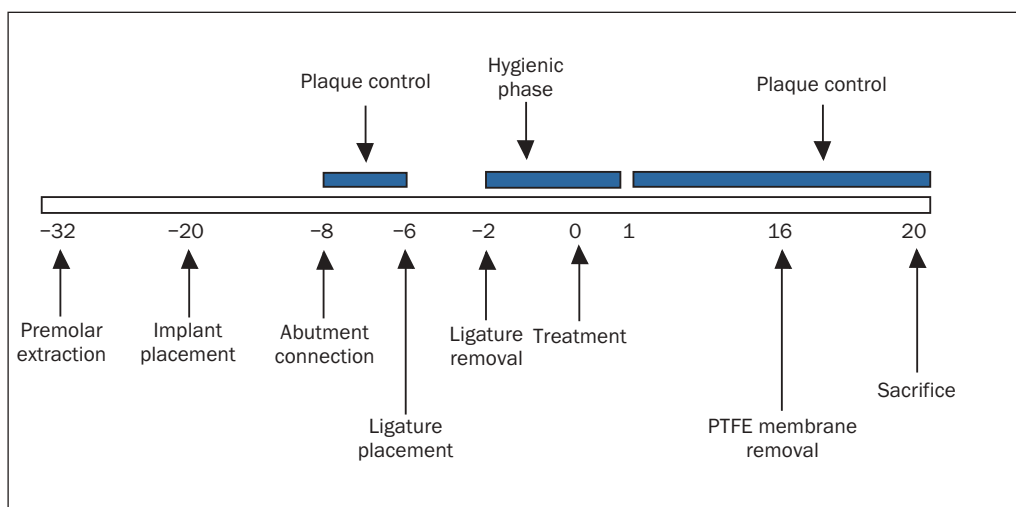 Plaque control
Hygienic
phase
Plaque control
−32
−20
−8
−6
−2
0
1
16
20
Premolar
extraction
Implant
placement
Abutment
connection
Ligature
placement
Ligature
removal
Treatment
PTFE membrane
removal
Sacrifice